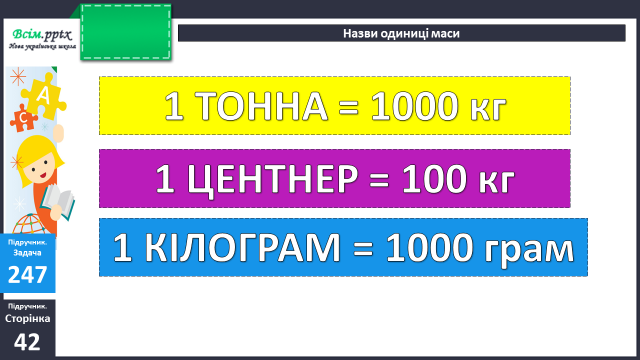 Всім.pptx
Нова українська школа
Назви одиниці маси
1 ТОННА = 1000 кг
1 ЦЕНТНЕР = 100 кг
1 КІЛОГРАМ = 1000 грам
А
С
Підручник.
Задача
247
Підручник.
Сторінка
42